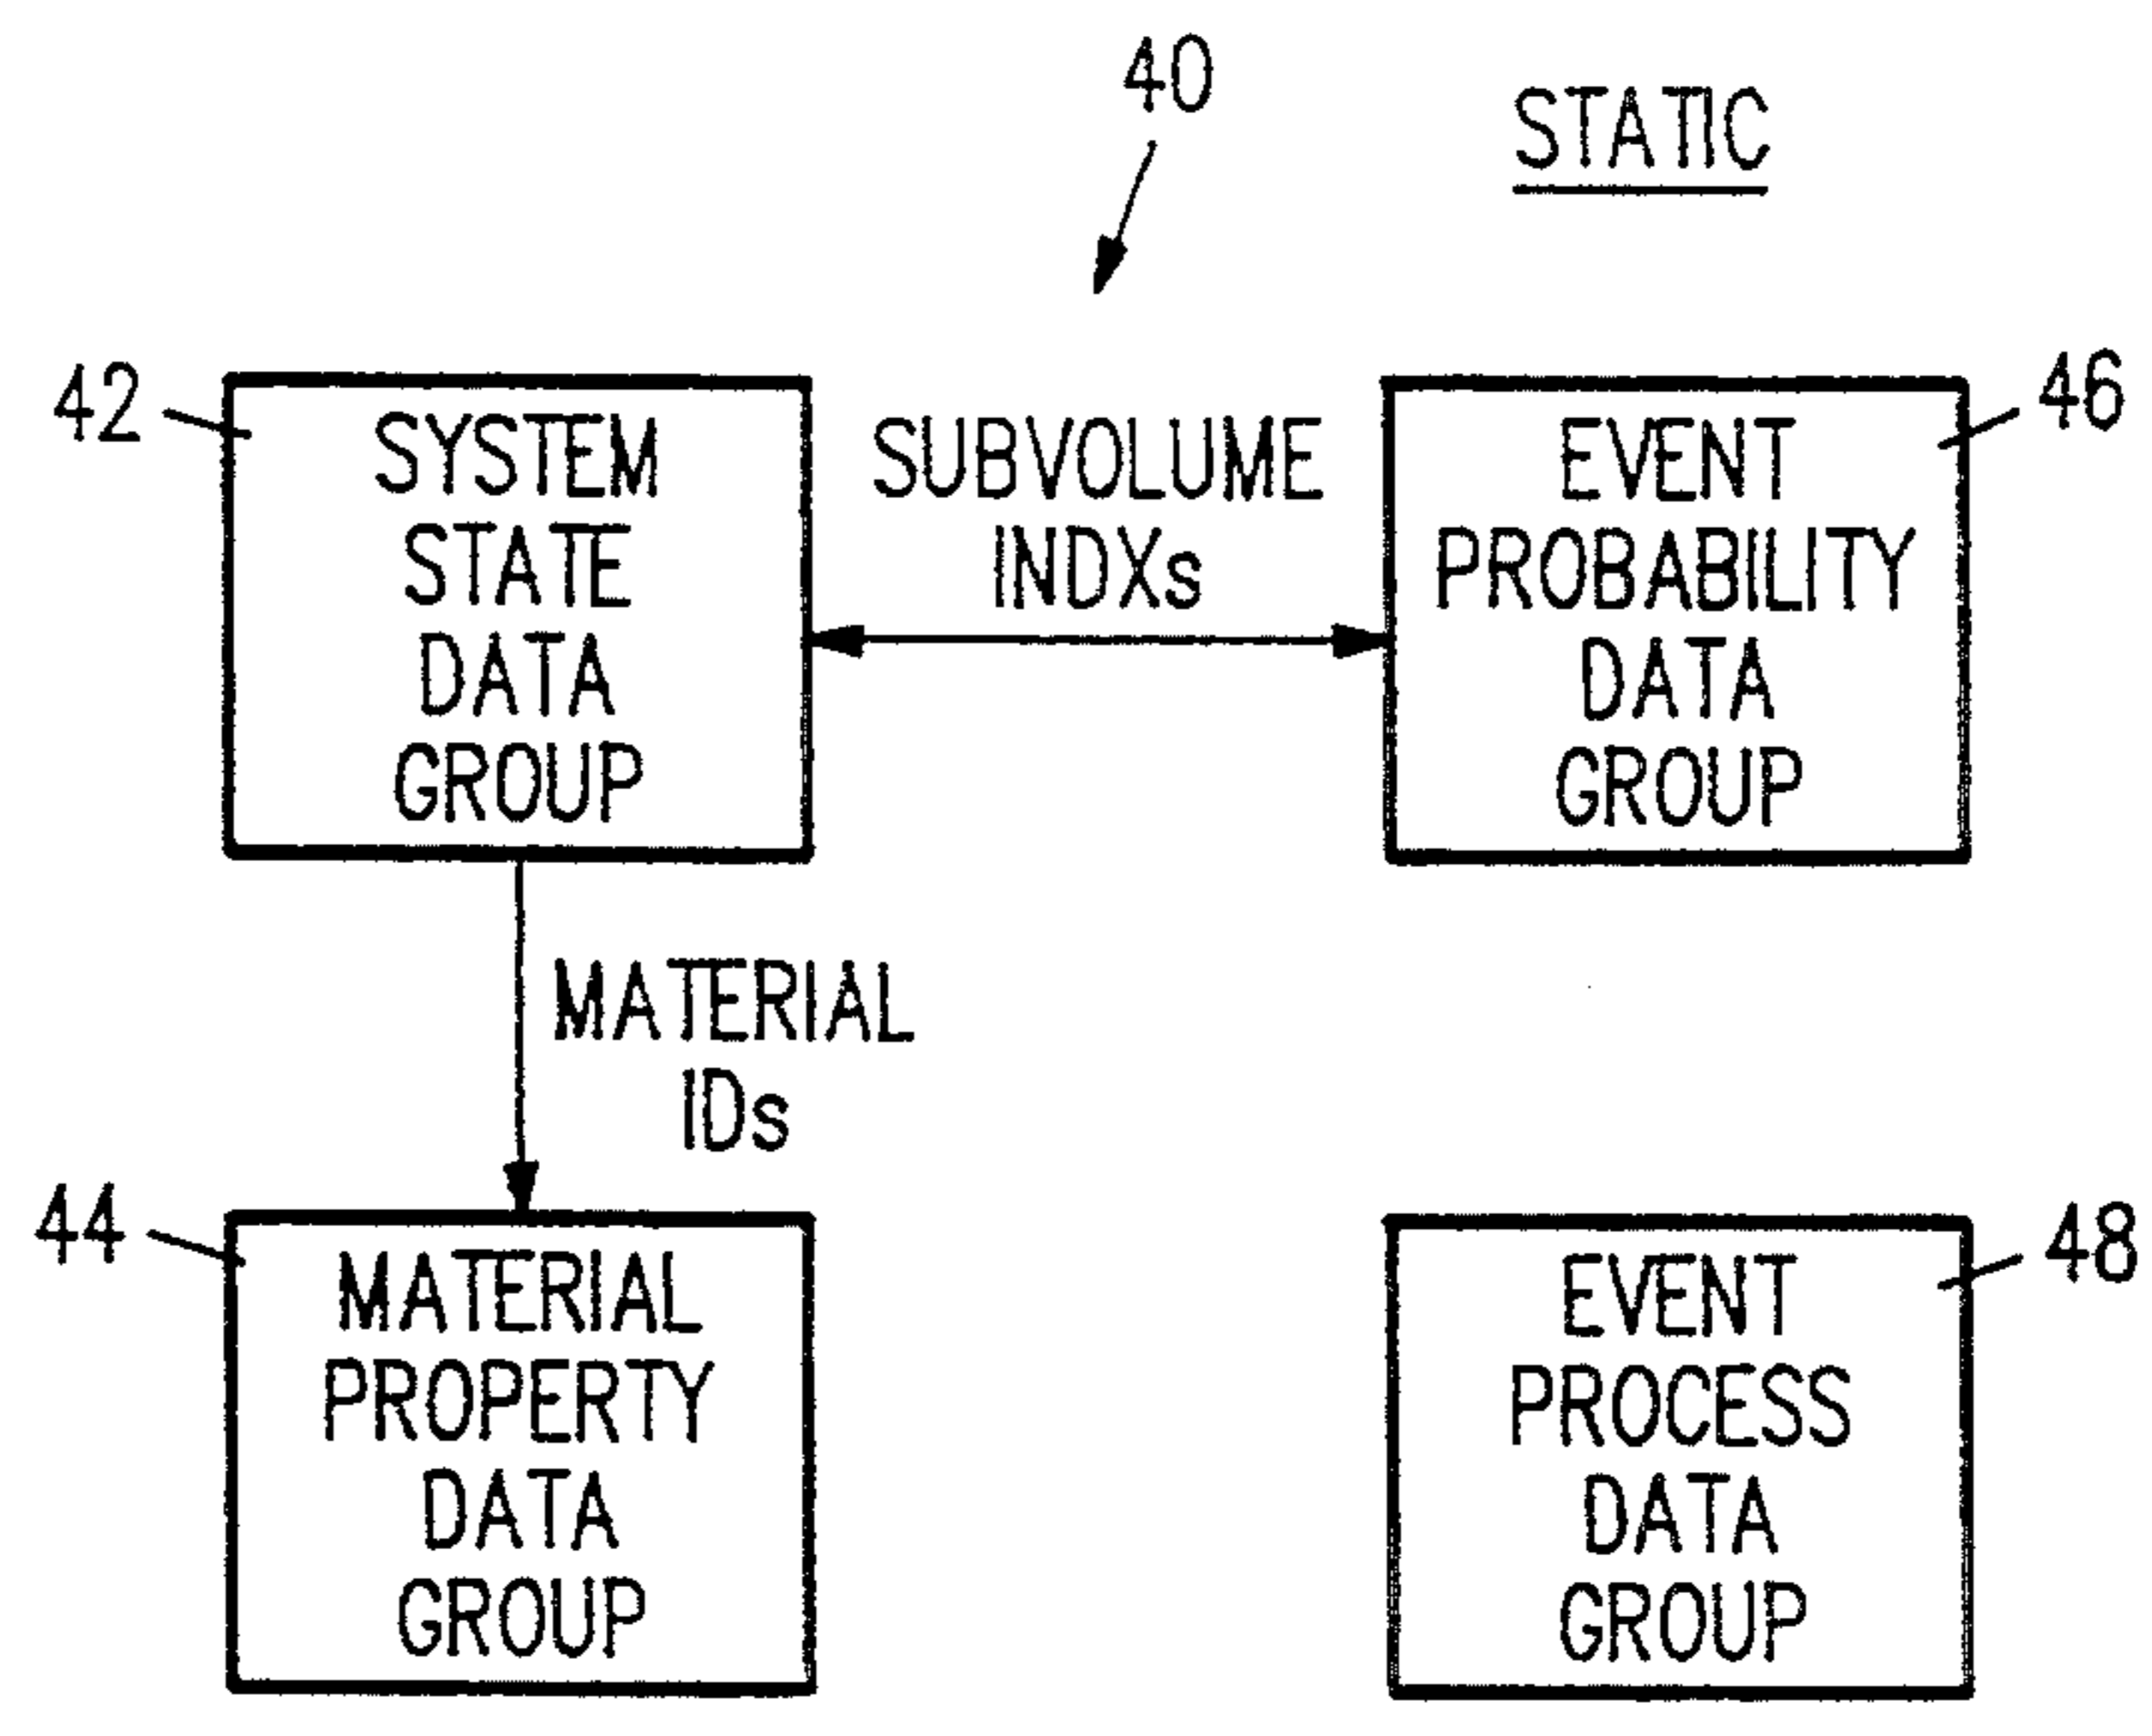 40
STATIC
42
SYSTEM
STATE
DATA
GROUP
SUBVOLUME
INDXs
46
EVENT
PROBABILITY
DATA
GROUP
MATERIAL
IDs
44
MATERIAL
PROPERTY
DATA
GROUP
48
EVENT
PROCESS
DATA
GROUP